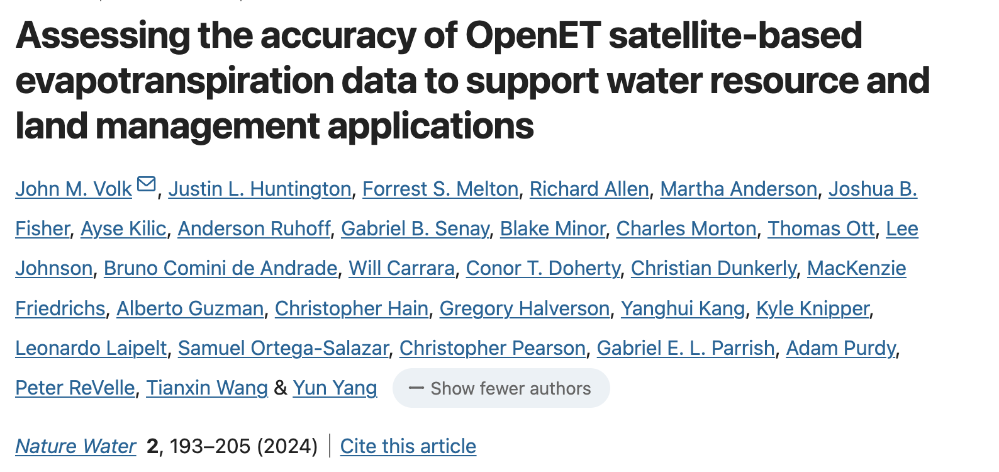 Assessing the accuracy of OpenET satellite-based
evapotranspiration data to support water resource and
land management applications
John M. Volk, Justin L. Huntington, Forrest S. Melton, Richard Allen, Martha Anderson, Joshua B.
Fisher, Ayse Kilic, Anderson Ruhoff, Gabriel B. Senay, Blake Minor, Charles Morton, Thomas Ott, Lee
Johnson, Bruno Comini de Andrade, Will Carrara, Conor T. Doherty, Christian Dunkerly, MacKenzie
Friedrichs, Alberto Guzman, Christopher Hain, Gregory Halverson, Yanghui Kang, Kyle Knipper,
Leonardo Laipelt, Samuel Ortega-Salazar, Christopher Pearson, Gabriel E. L. Parrish, Adam Purdy,
Peter ReVelle, Tianxin Wang & Yun Yang — Show fewer authors
Nature Water 2, 193–205 (2024) | Cite this article